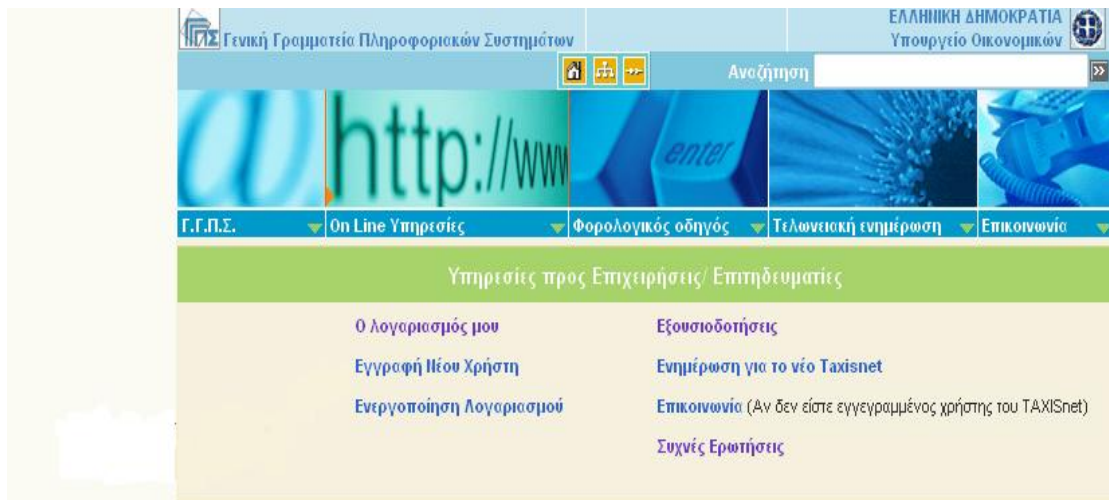 ΓΓΠΣ Γενική Γραμματεία Πληροφοριακών Συστημάτων
ΕΛΛΗΝΙΚΗ ΔΗΜΟΚΡΑΤΙΑ
Υπουργείο Οικονομικών
Αναζήτηση
@
http://www
enter
Γ.Γ.Π.Σ.
On Line Υπηρεσίες
Φορολογικός οδηγός
Τελωνειακή ενημέρωση
Επικοινωνία
Υπηρεσίες προς Επιχειρήσεις/ Επιτηδευματίες
Ο λογαριασμός μου
Εγγραφή Νέου Χρήστη
Ενεργοποίηση Λογαριασμού
Εξουσιοδοτήσεις
Ενημέρωση για το νέο Taxisnet
Επικοινωνία (Αν δεν είστε εγγεγραμμένος χρήστης του TAXISnet)
Συχνές Ερωτήσεις